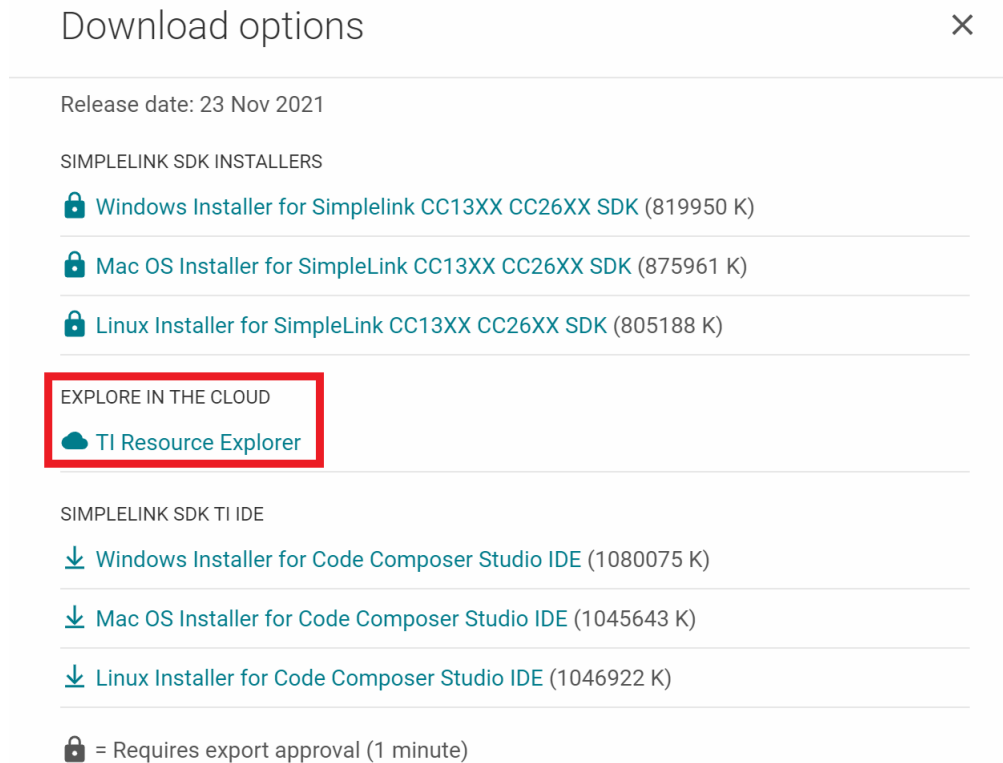 Download options
Release date: 23 Nov 2021
SIMPLELINK SDK INSTALLERS
Windows Installer for Simplelink CC13XX CC26XX SDK (819950 K)
Mac OS Installer for SimpleLink CC13XX CC26XX SDK (875961 K)
Linux Installer for SimpleLink CC13XX CC26XX SDK (805188 K)
EXPLORE IN THE CLOUD
TI Resource Explorer
SIMPLELINK SDK TI IDE
Windows Installer for Code Composer Studio IDE (1080075 K)
Mac OS Installer for Code Composer Studio IDE (1045643 K)
Linux Installer for Code Composer Studio IDE (1046922 K)
= Requires export approval (1 minute)